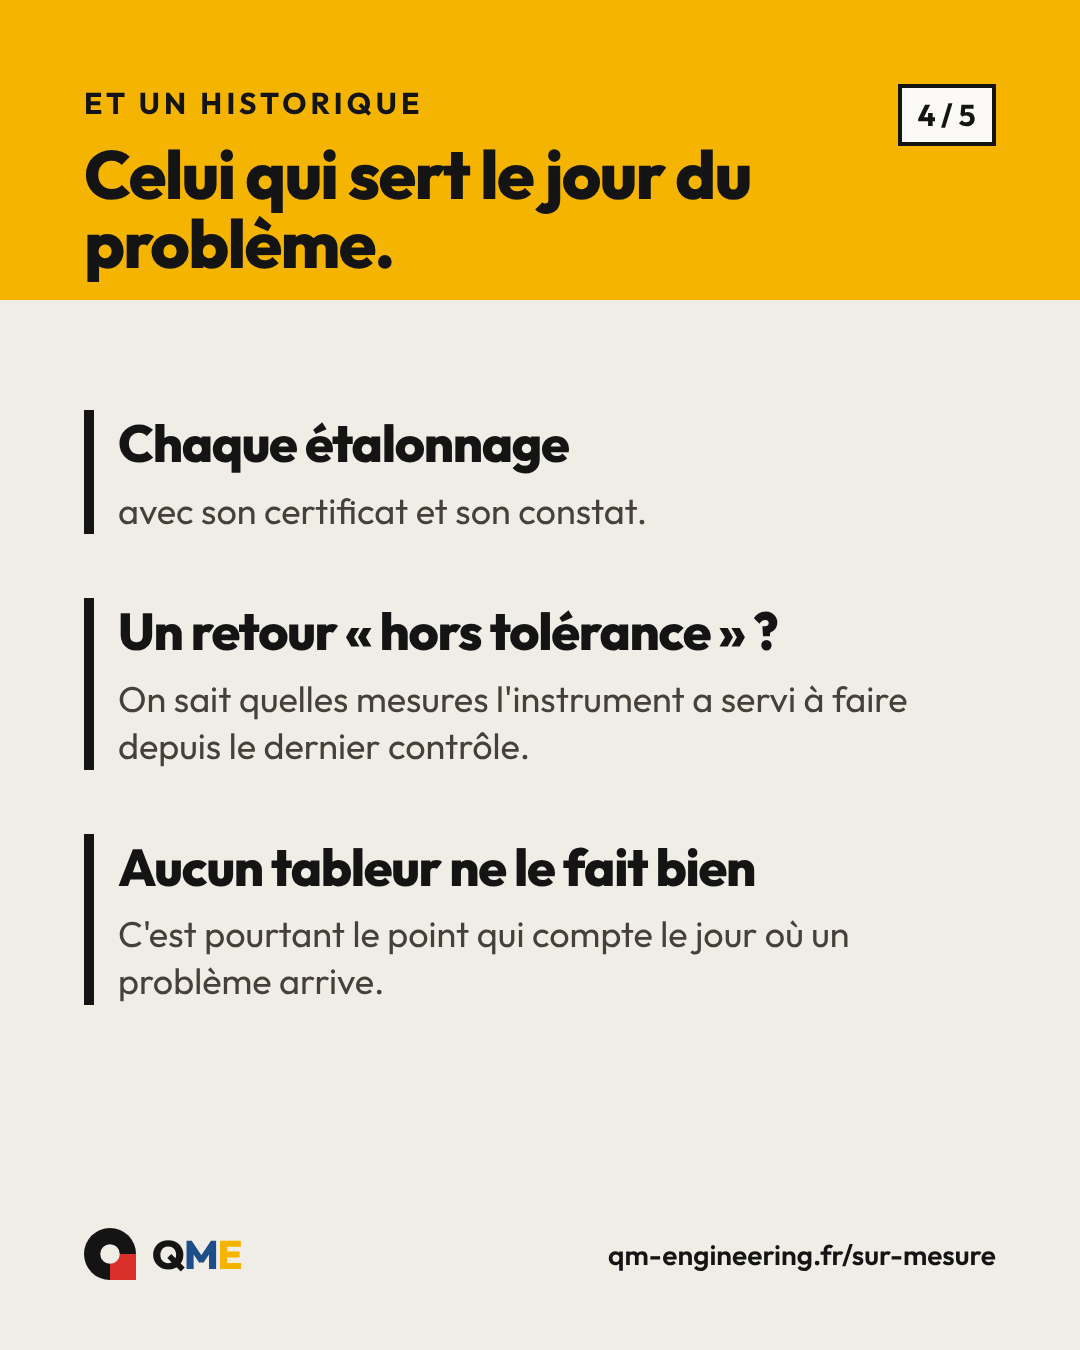 ET UN HISTORIQUE
4 / 5
Celui qui sert le jour du
problème.
Chaque étalonnage
avec son certificat et son constat.
Un retour « hors tolérance » ?
On sait quelles mesures l'instrument a servi à faire
depuis le dernier contrôle.
Aucun tableur ne le fait bien
C'est pourtant le point qui compte le jour où un
problème arrive.
QME
qm-engineering.fr/sur-mesure